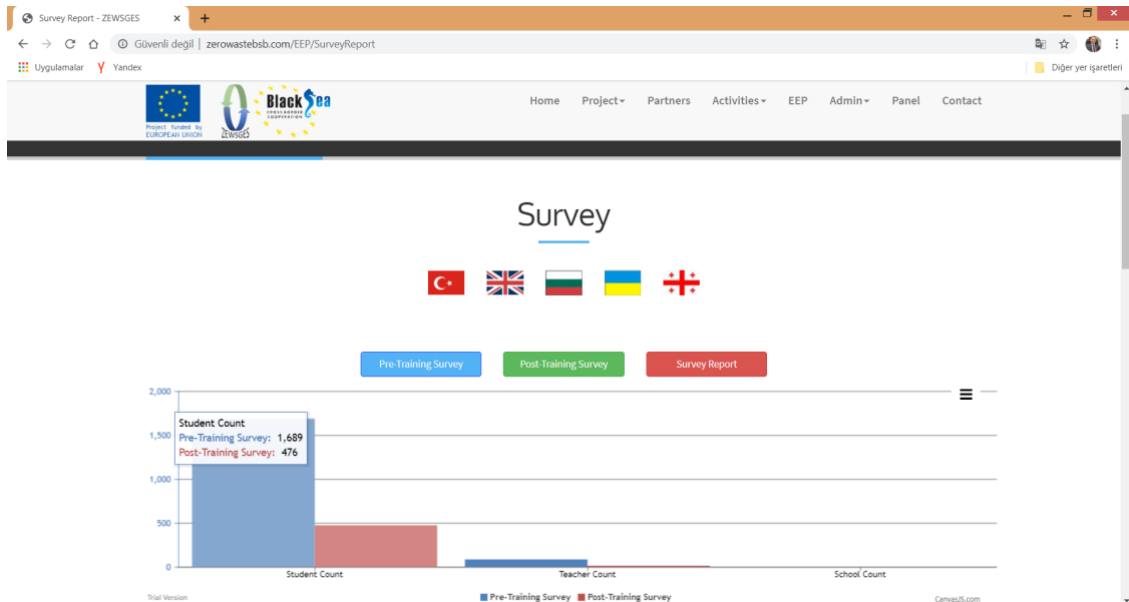 Survey Report - ZEWSGES
Güvenli değil | zerowastebsb.com/EEP/SurveyReport
Uygulamalar Yandex Diğer yer işaretleri
Project funded by
EUROPEAN UNION
ZEWSGES
Black Sea
CROSS BORDER
COOPERATION
Home Project Partners Activities EEP Admin Panel Contact
Survey
Pre-Training Survey Post-Training Survey Survey Report
2,000
1,500
1,000
500
0
Student Count
Pre-Training Survey: 1,689
Post-Training Survey: 476
Student Count Teacher Count School Count
Trial Version Pre-Training Survey Post-Training Survey CanvasJS.com